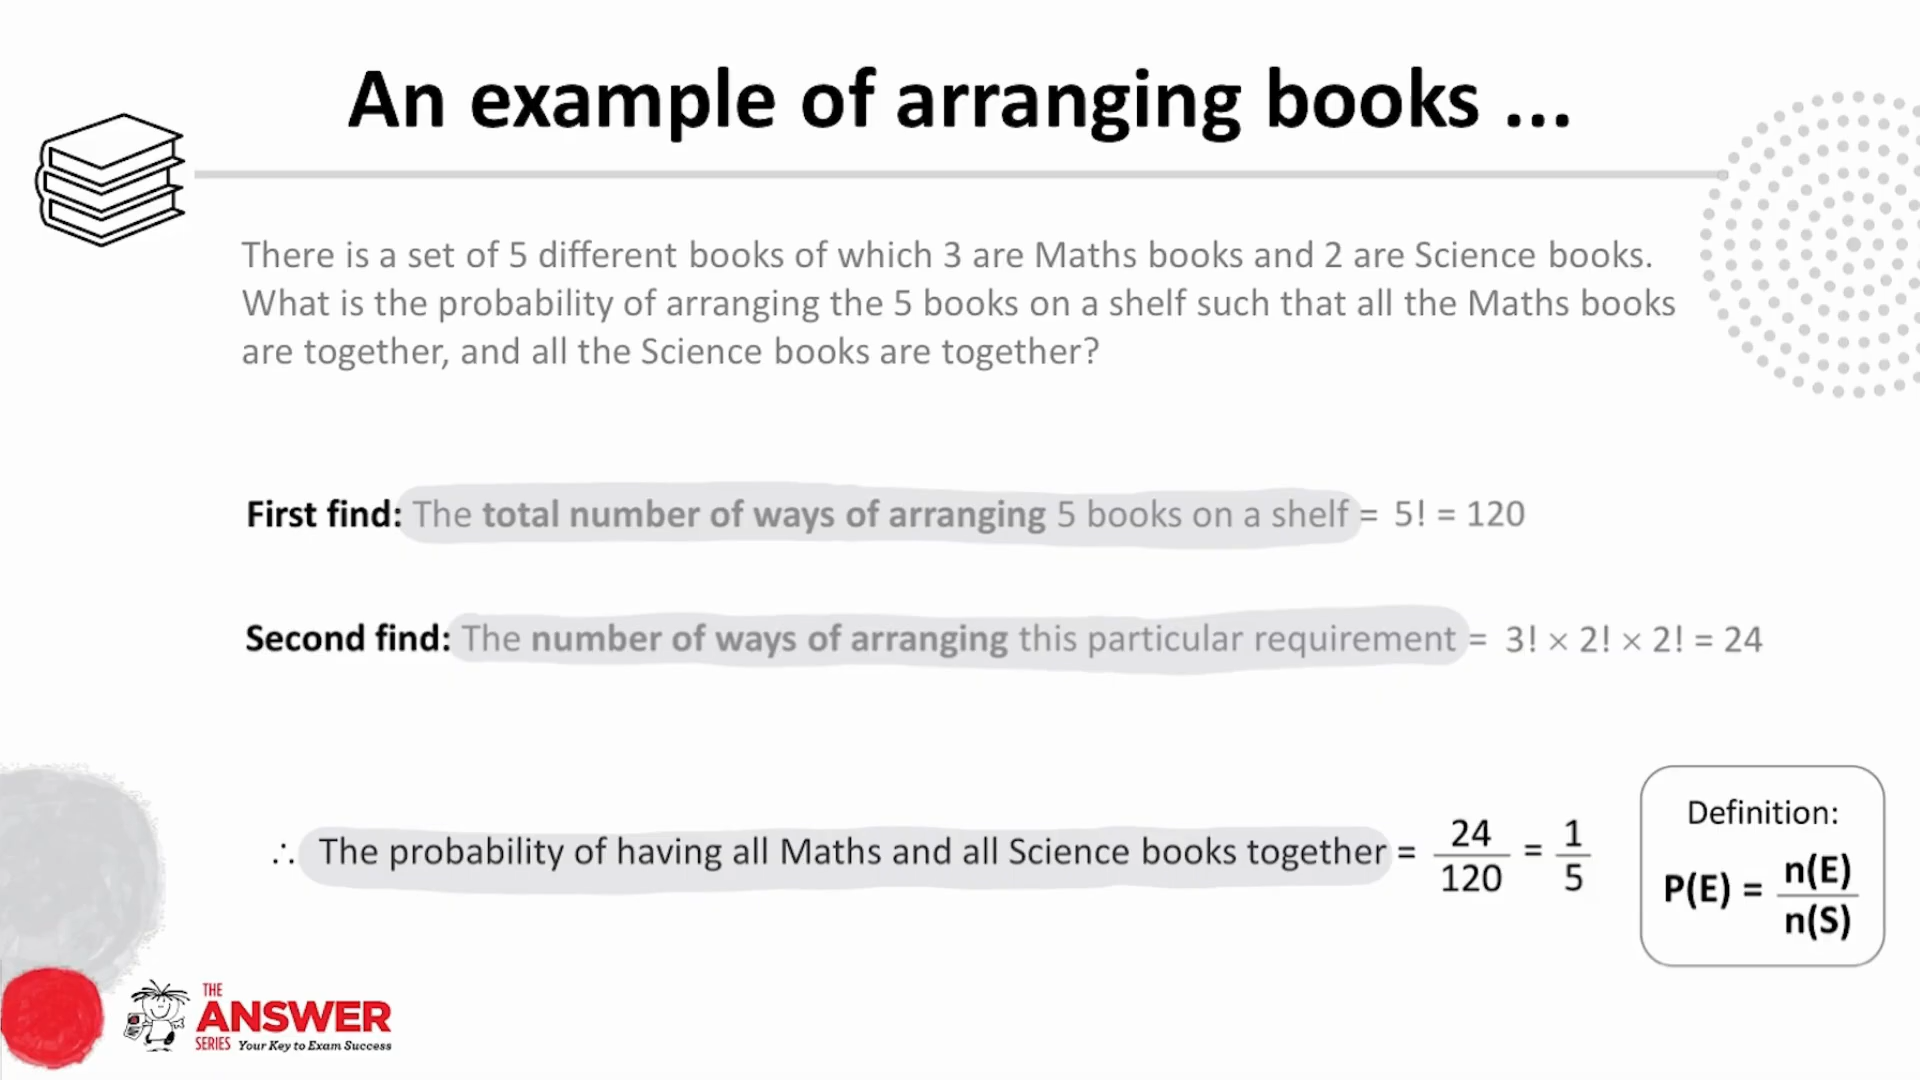 An example of arranging books ...
There is a set of 5 different books of which 3 are Maths books and 2 are Science books.
What is the probability of arranging the 5 books on a shelf such that all the Maths books
are together, and all the Science books are together?
First find: The total number of ways of arranging 5 books on a shelf = 5! = 120
Second find: The number of ways of arranging this particular requirement = 3! × 2! × 2! = 24
∴ The probability of having all Maths and all Science books together = 24/120 = 1/5
Definition:
P(E) = n(E)/n(S)
THE
ANSWER
SERIES Your Key to Exam Success